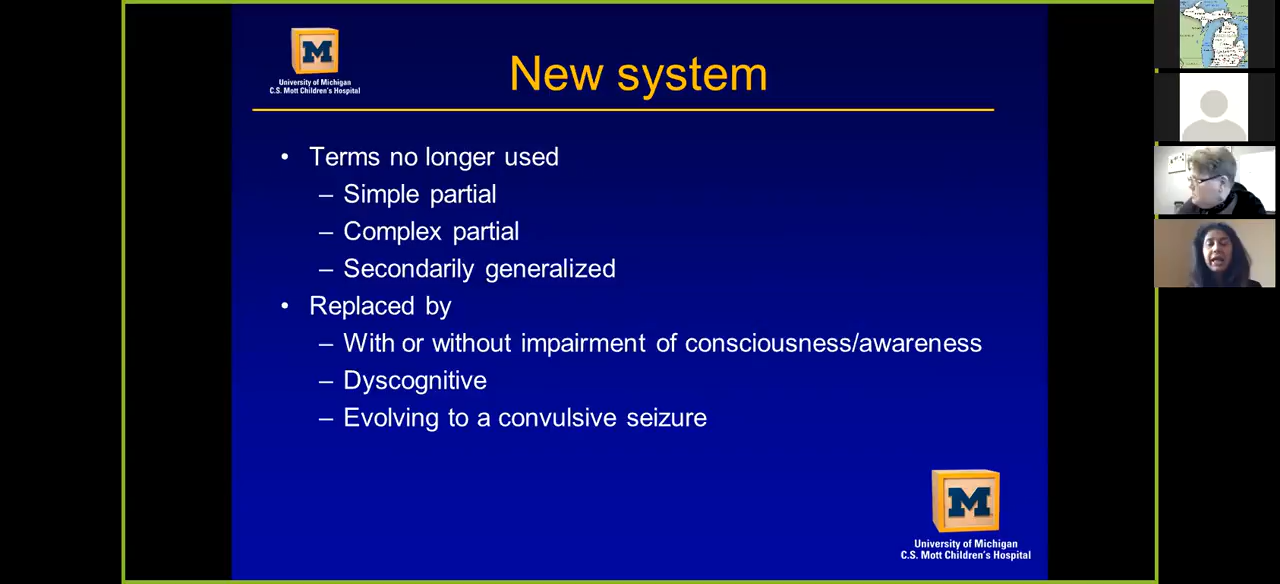 M
University of Michigan
C.S. Mott Children's Hospital
New system
• Terms no longer used
– Simple partial
– Complex partial
– Secondarily generalized
• Replaced by
– With or without impairment of consciousness/awareness
– Dyscognitive
– Evolving to a convulsive seizure
M
University of Michigan
C.S. Mott Children's Hospital